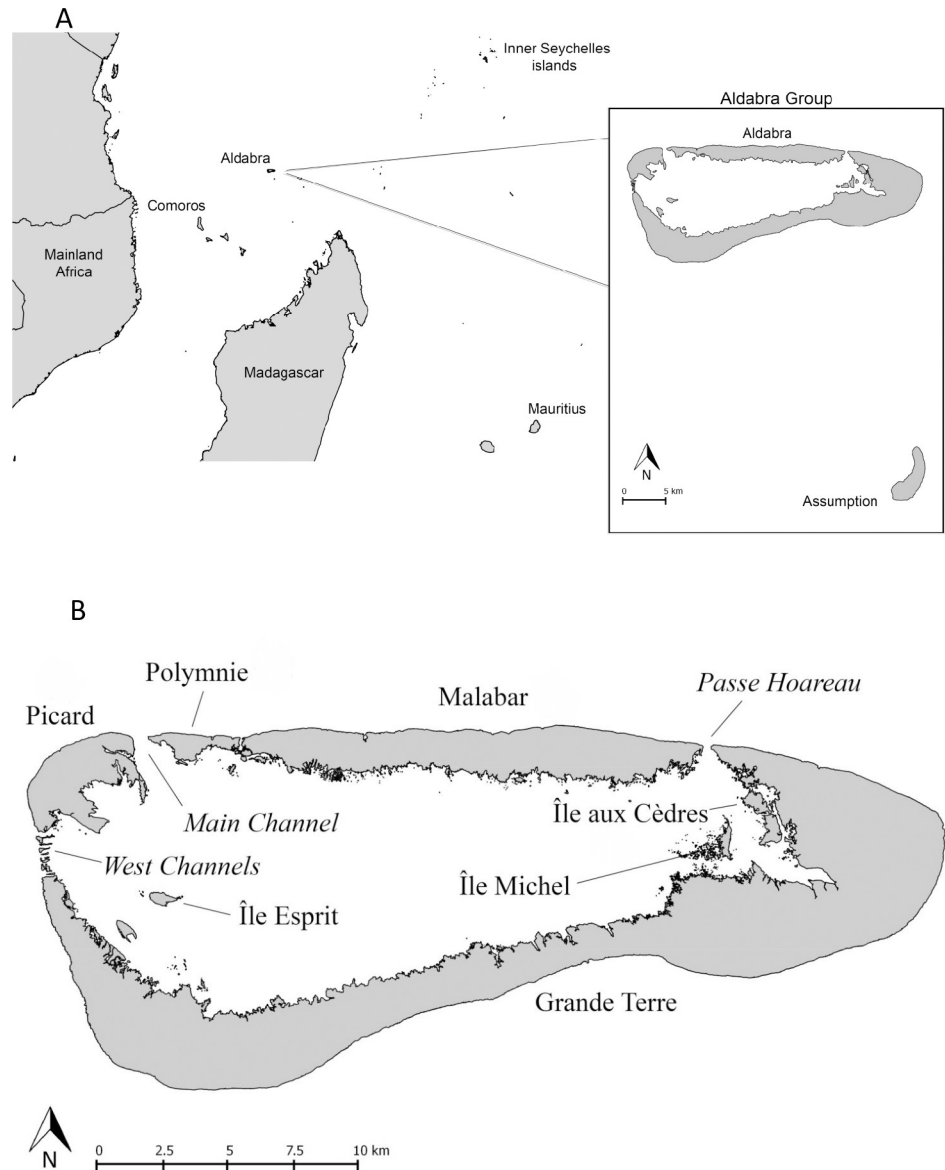 A
Inner Seychelles
islands
Aldabra Group
Aldabra
Aldabra
Comoros
Mainland
Africa
Madagascar
Mauritius
N
0 5 km
Assumption
B
Polymnie
Malabar
Passe Hoareau
Picard
Île aux Cèdres
Main Channel
West Channels
Île Michel
Île Esprit
Grande Terre
N
0 2.5 5 7.5 10 km